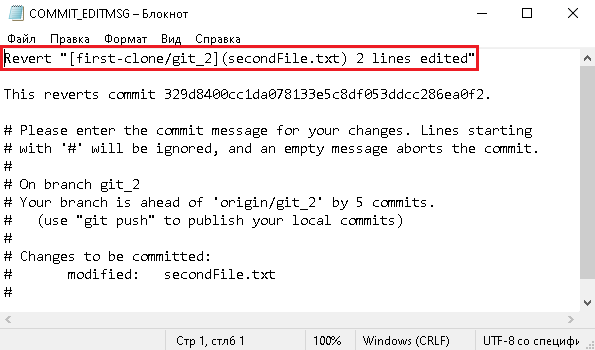 COMMIT_EDITMSG – Блокнот
Файл Правка Формат Вид Справка
Revert "[first-clone/git_2](secondFile.txt) 2 lines edited"
This reverts commit 329d8400cc1da078133e5c8df053ddcc286ea0f2.
# Please enter the commit message for your changes. Lines starting
# with '#' will be ignored, and an empty message aborts the commit.
#
# On branch git_2
# Your branch is ahead of 'origin/git_2' by 5 commits.
#   (use "git push" to publish your local commits)
#
# Changes to be committed:
#       modified:   secondFile.txt
#
Стр 1, стлб 1 100% Windows (CRLF) UTF-8 со специфи